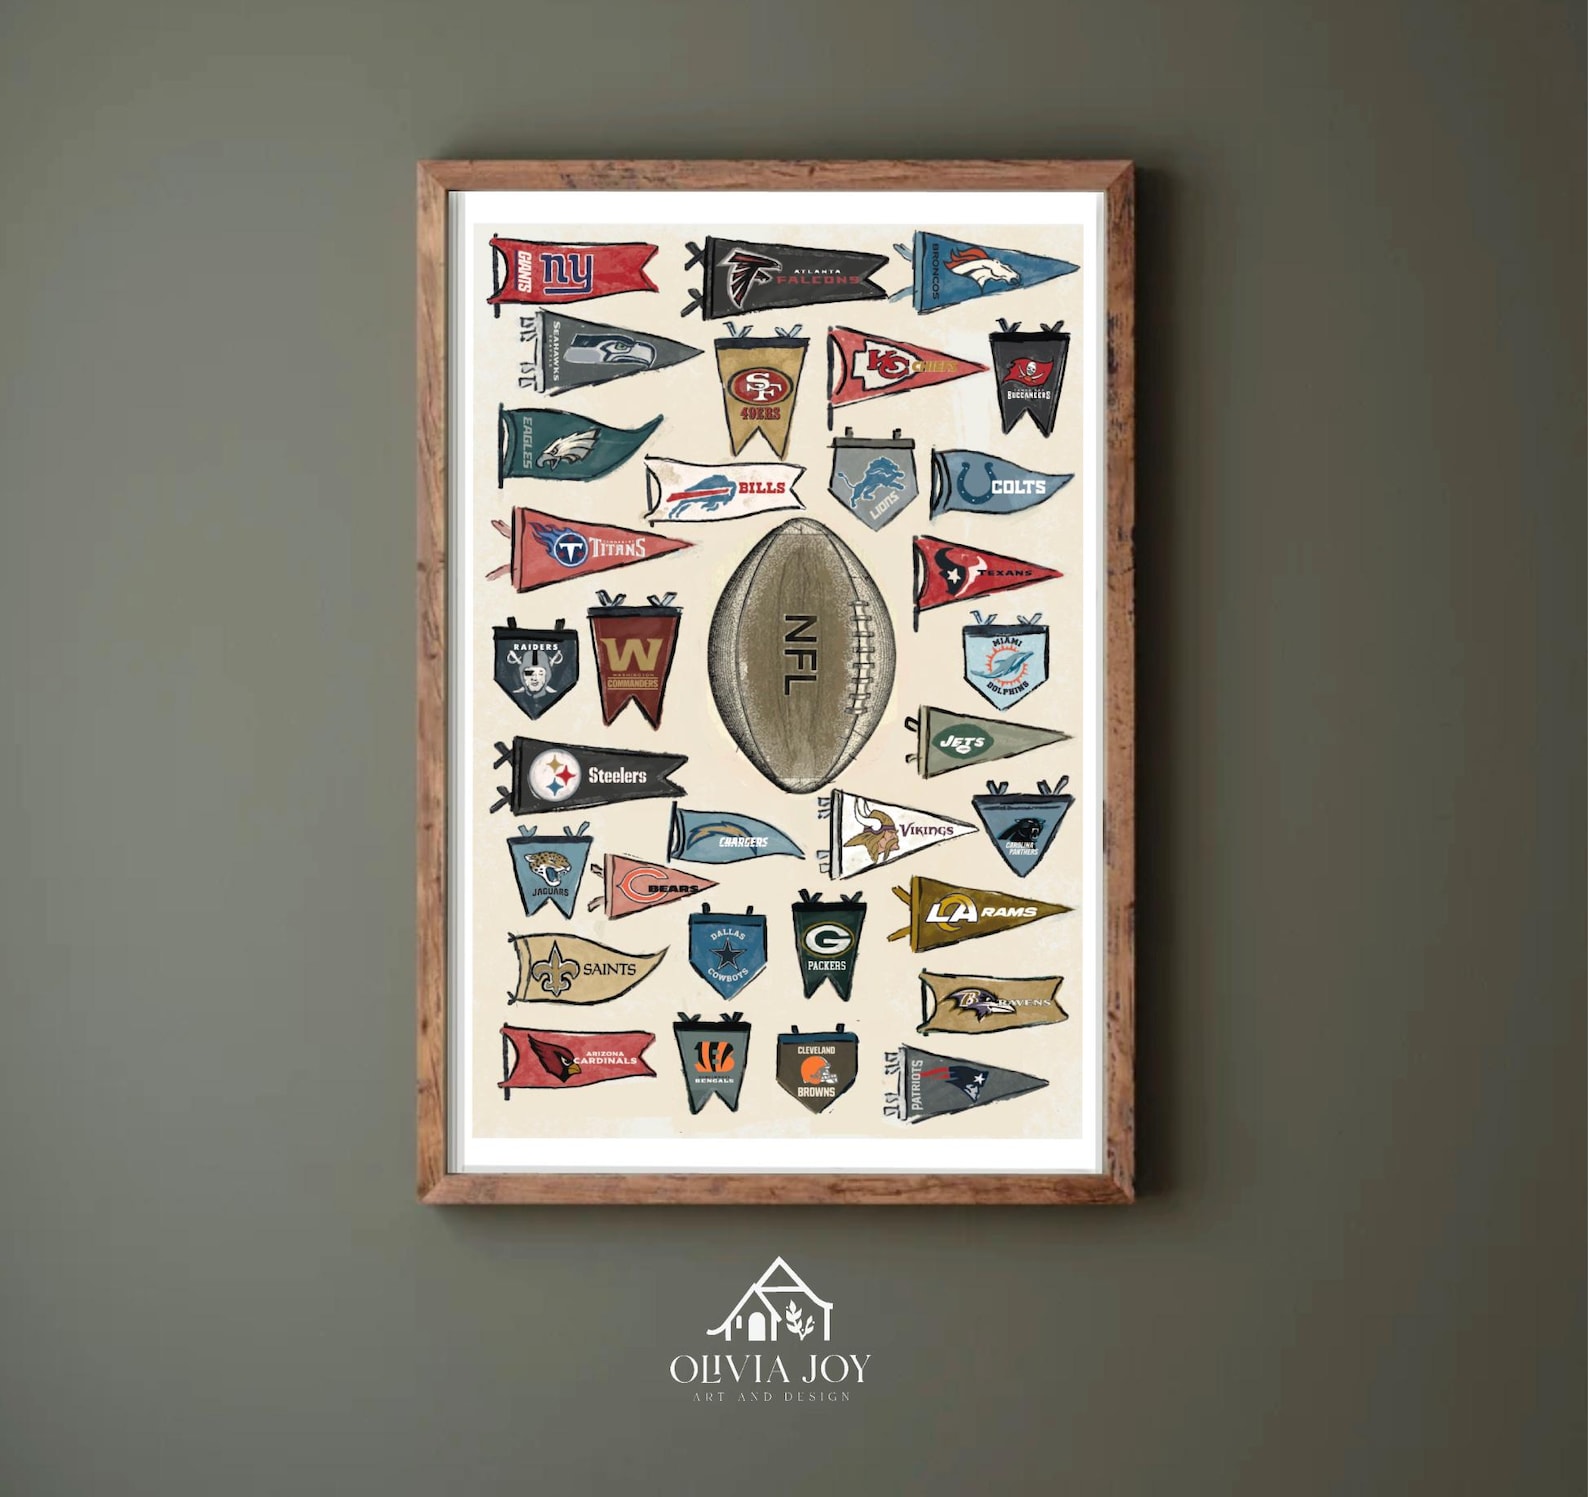 GIANTS
ny
ATLANTA
FALCONS
BRONCOS
SEAHAWKS
SEATTLE
SF
49ERS
KC
CHIEFS
BUCCANEERS
EAGLES
BILLS
LIONS
COLTS
T
TITANS
TEXANS
NFL
RAIDERS
W
WASHINGTON
COMMANDERS
MIAMI
DOLPHINS
JETS
Steelers
CHARGERS
VIKINGS
CAROLINA
PANTHERS
JAGUARS
C
BEARS
LA RAMS
DALLAS
COWBOYS
G
PACKERS
SAINTS
B
RAVENS
ARIZONA
CARDINALS
B
BENGALS
CLEVELAND
BROWNS
PATRIOTS
OLIVIA JOY
ART AND DESIGN